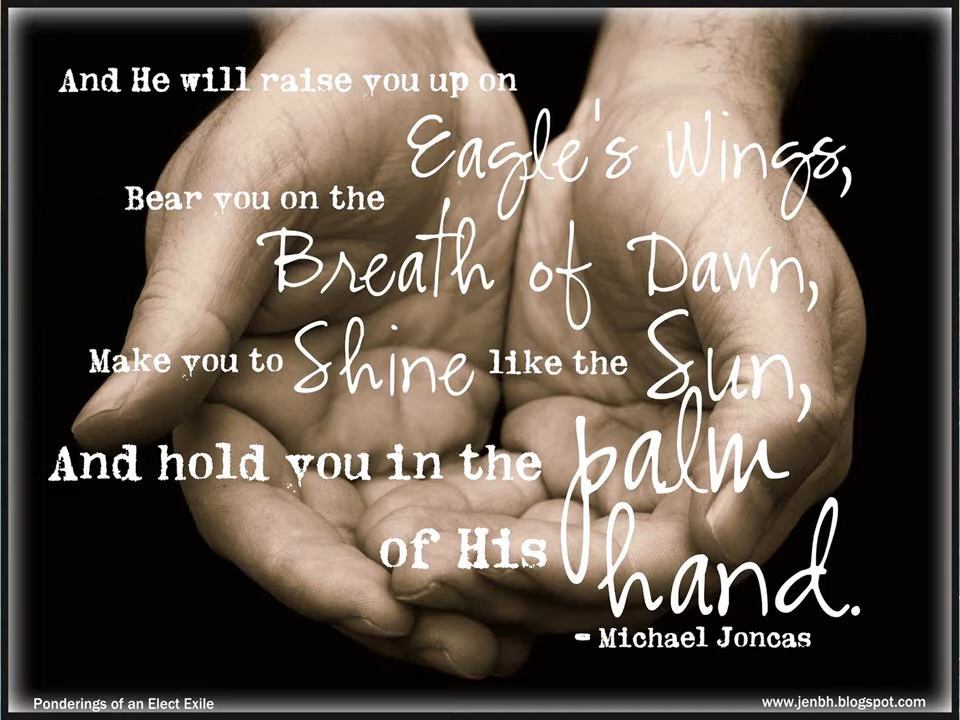 And He will raise you up on
Eagle's Wings,
Bear you on the
Breath of Dawn,
Make you to Shine like the Sun,
And hold you in the palm
of His hand.
- Michael Joncas
Ponderings of an Elect Exile
www.jenbh.blogspot.com